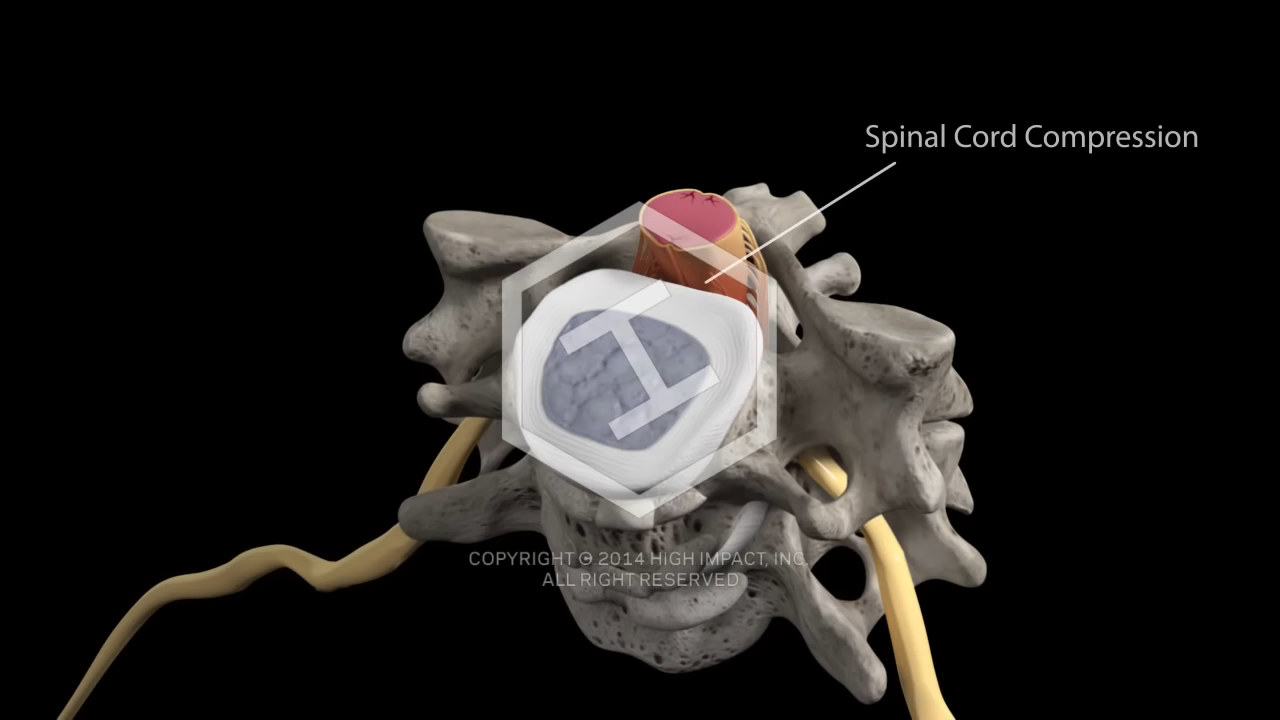 Spinal Cord Compression
COPYRIGHT © 2014 HIGH IMPACT, INC.
ALL RIGHT RESERVED